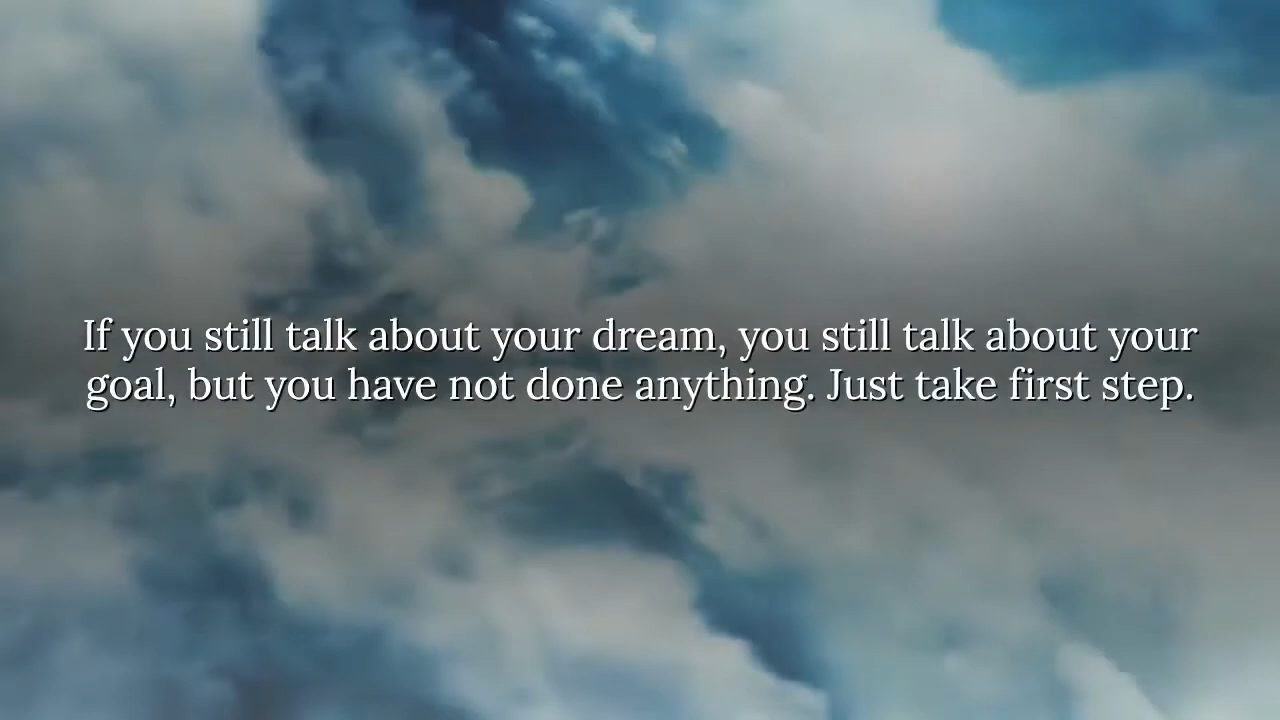 If you still talk about your dream, you still talk about your
goal, but you have not done anything. Just take first step.